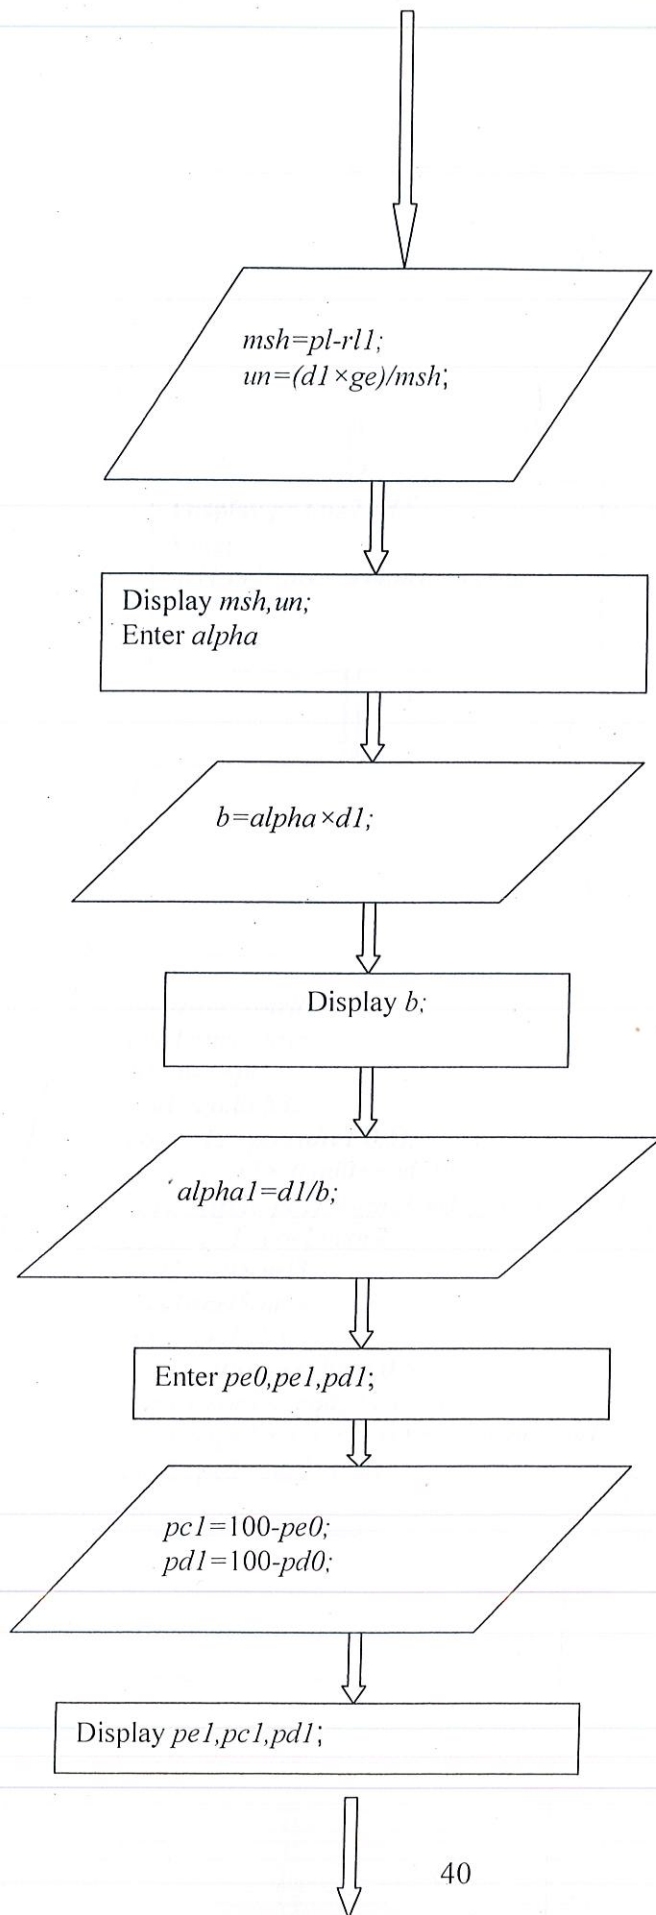 msh=pl-rl1;
un=(d1×ge)/msh;
Display msh,un;
Enter alpha
b=alpha×d1;
Display b;
alpha1=d1/b;
Enter pe0,pe1,pd1;
pc1=100-pe0;
pd1=100-pd0;
Display pe1,pc1,pd1;
40